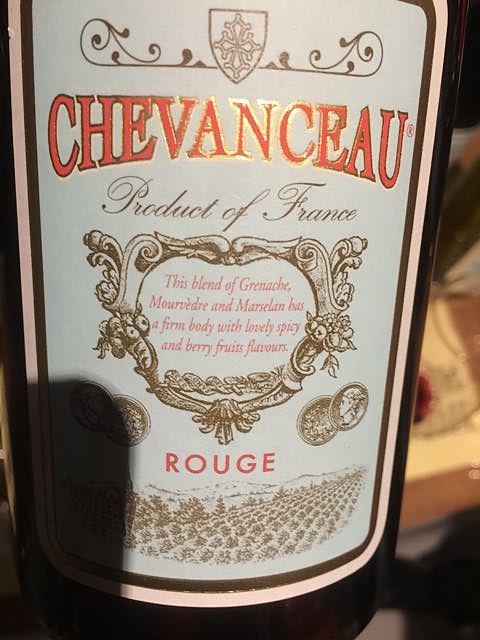 CHEVANCEAU®
Product of France
This blend of Grenache,
Mourvèdre and Marselan has
a firm body with lovely spicy
and berry fruits flavours.
ROUGE